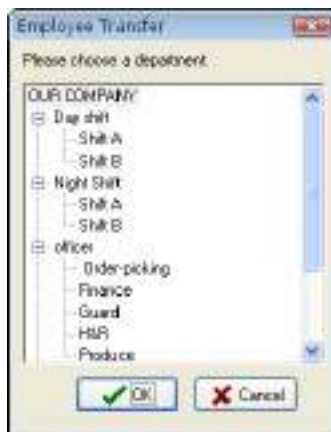 Employee Transfer
Please choose a department
OUR COMPANY
Day shift
Shift A
Shift B
Night Shift
Shift A
Shift B
officer
Order-picking
Finance
Guard
H&R
Produce
OK
Cancel